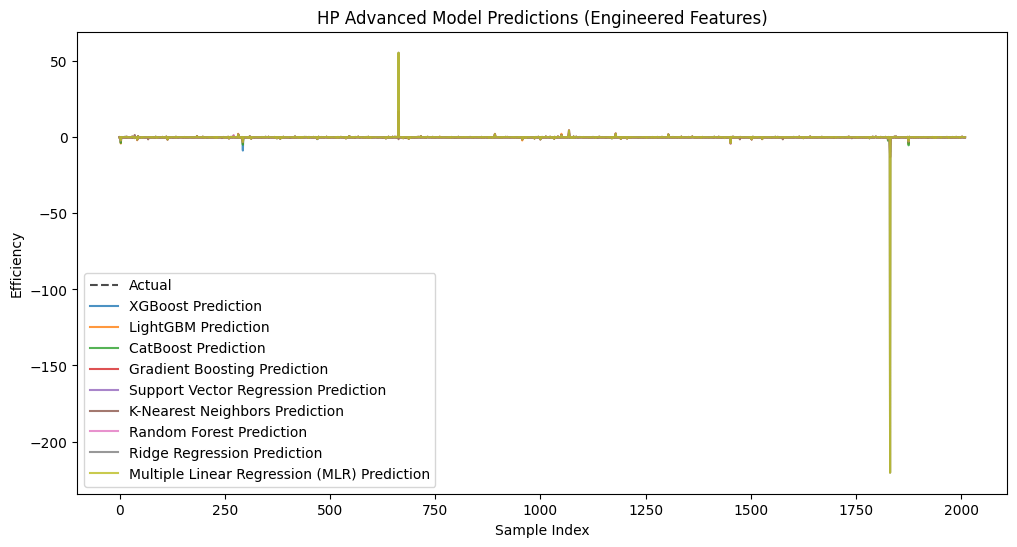 HP Advanced Model Predictions (Engineered Features)
50
0
−50
−100
−150
−200
Efficiency
Actual
XGBoost Prediction
LightGBM Prediction
CatBoost Prediction
Gradient Boosting Prediction
Support Vector Regression Prediction
K-Nearest Neighbors Prediction
Random Forest Prediction
Ridge Regression Prediction
Multiple Linear Regression (MLR) Prediction
0 250 500 750 1000 1250 1500 1750 2000
Sample Index